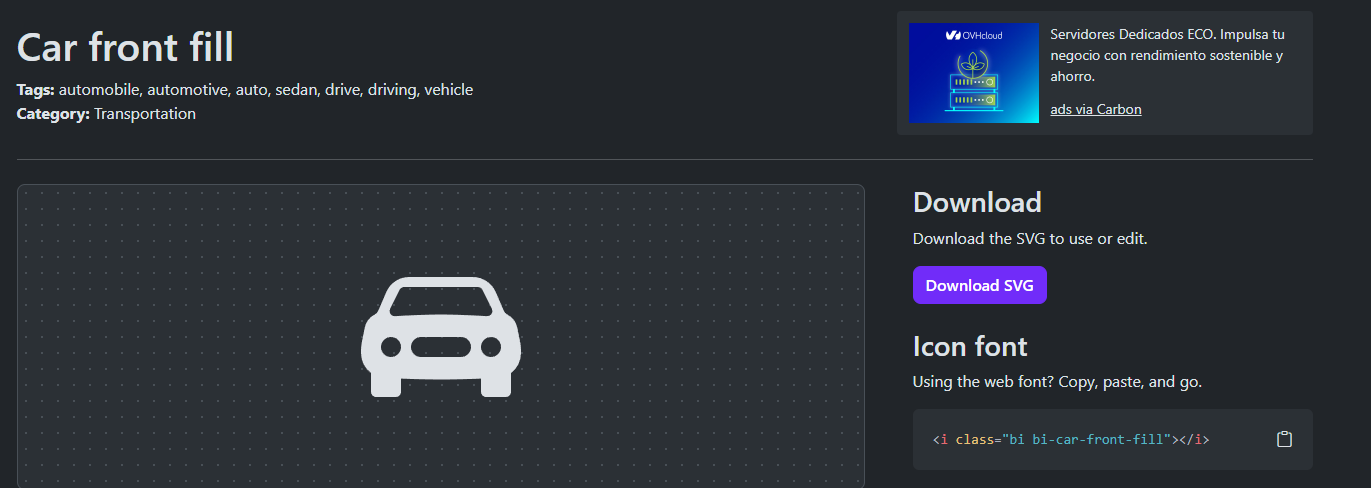 Car front fill
Tags: automobile, automotive, auto, sedan, drive, driving, vehicle
Category: Transportation
OVHcloud
Servidores Dedicados ECO. Impulsa tu
negocio con rendimiento sostenible y
ahorro.
ads via Carbon
Download
Download the SVG to use or edit.
Download SVG
Icon font
Using the web font? Copy, paste, and go.
<i class="bi bi-car-front-fill"></i>